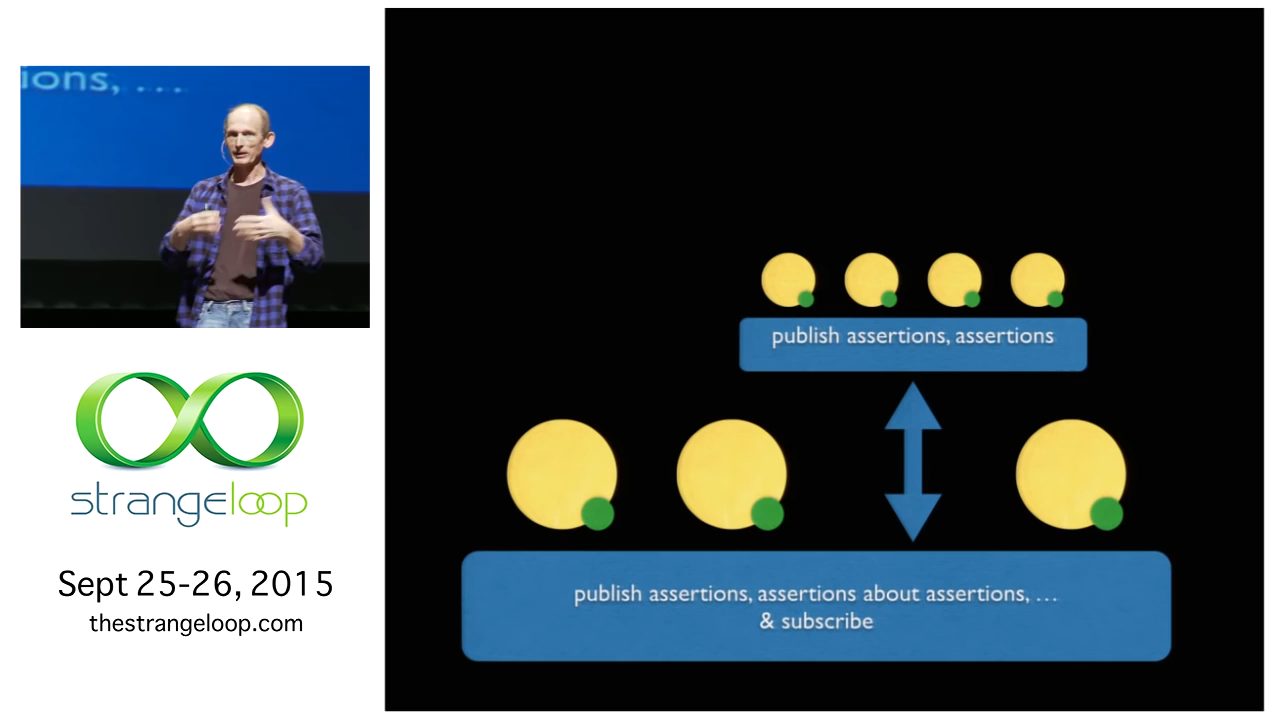 ions, ...
strangeloop
Sept 25-26, 2015
thestrangeloop.com
publish assertions, assertions
publish assertions, assertions about assertions, ...
& subscribe